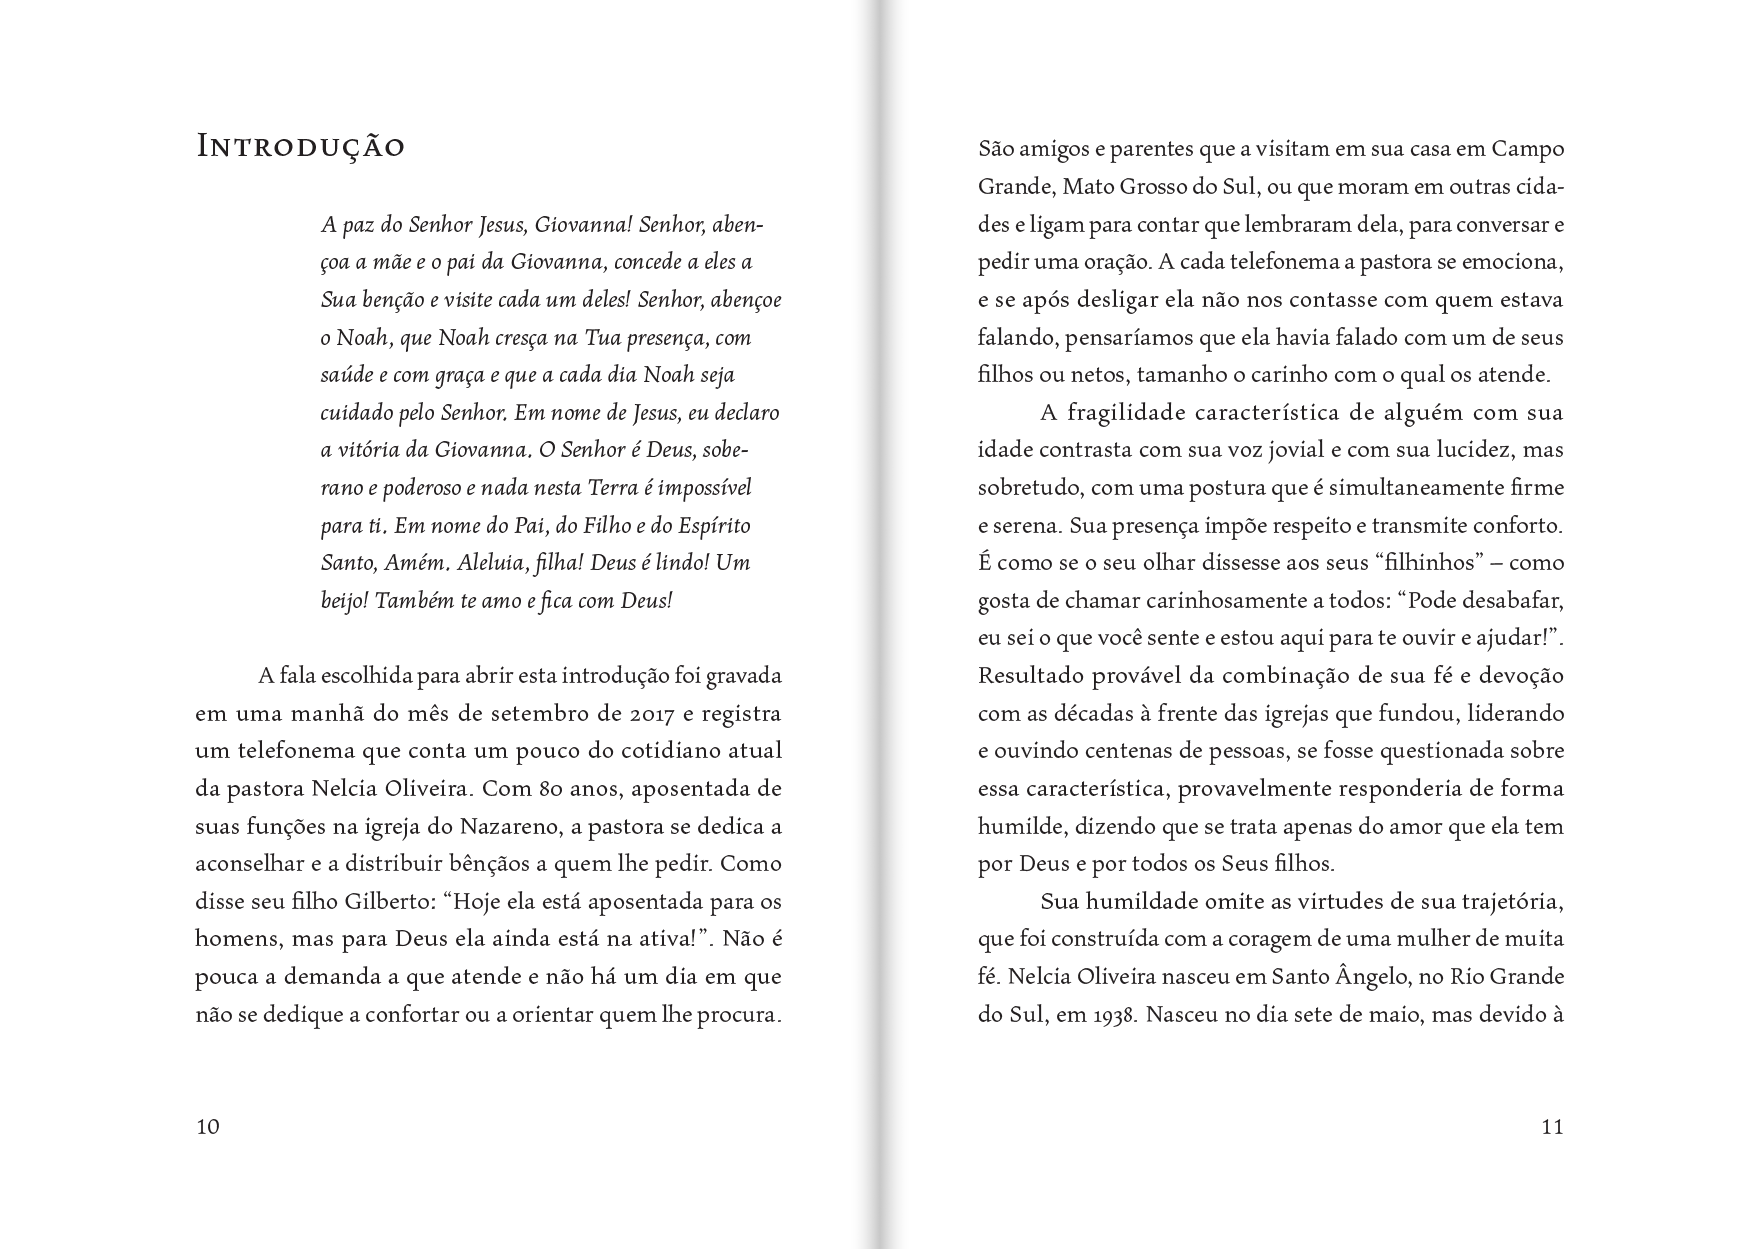 Introdução
A paz do Senhor Jesus, Giovanna! Senhor, aben-
çoa a mãe e o pai da Giovanna, concede a eles a
Sua benção e visite cada um deles! Senhor, abençoe
o Noah, que Noah cresça na Tua presença, com
saúde e com graça e que a cada dia Noah seja
cuidado pelo Senhor. Em nome de Jesus, eu declaro
a vitória da Giovanna. O Senhor é Deus, sobe-
rano e poderoso e nada nesta Terra é impossível
para ti. Em nome do Pai, do Filho e do Espírito
Santo, Amém. Aleluia, filha! Deus é lindo! Um
beijo! Também te amo e fica com Deus!
A fala escolhida para abrir esta introdução foi gravada
em uma manhã do mês de setembro de 2017 e registra
um telefonema que conta um pouco do cotidiano atual
da pastora Nelcia Oliveira. Com 80 anos, aposentada de
suas funções na igreja do Nazareno, a pastora se dedica a
aconselhar e a distribuir bênçãos a quem lhe pedir. Como
disse seu filho Gilberto: “Hoje ela está aposentada para os
homens, mas para Deus ela ainda está na ativa!”. Não é
pouca a demanda a que atende e não há um dia em que
não se dedique a confortar ou a orientar quem lhe procura.
10
São amigos e parentes que a visitam em sua casa em Campo
Grande, Mato Grosso do Sul, ou que moram em outras cida-
des e ligam para contar que lembraram dela, para conversar e
pedir uma oração. A cada telefonema a pastora se emociona,
e se após desligar ela não nos contasse com quem estava
falando, pensaríamos que ela havia falado com um de seus
filhos ou netos, tamanho o carinho com o qual os atende.
A fragilidade característica de alguém com sua
idade contrasta com sua voz jovial e com sua lucidez, mas
sobretudo, com uma postura que é simultaneamente firme
e serena. Sua presença impõe respeito e transmite conforto.
É como se o seu olhar dissesse aos seus “filhinhos” – como
gosta de chamar carinhosamente a todos: “Pode desabafar,
eu sei o que você sente e estou aqui para te ouvir e ajudar!”.
Resultado provável da combinação de sua fé e devoção
com as décadas à frente das igrejas que fundou, liderando
e ouvindo centenas de pessoas, se fosse questionada sobre
essa característica, provavelmente responderia de forma
humilde, dizendo que se trata apenas do amor que ela tem
por Deus e por todos os Seus filhos.
Sua humildade omite as virtudes de sua trajetória,
que foi construída com a coragem de uma mulher de muita
fé. Nelcia Oliveira nasceu em Santo Ângelo, no Rio Grande
do Sul, em 1938. Nasceu no dia sete de maio, mas devido à
11